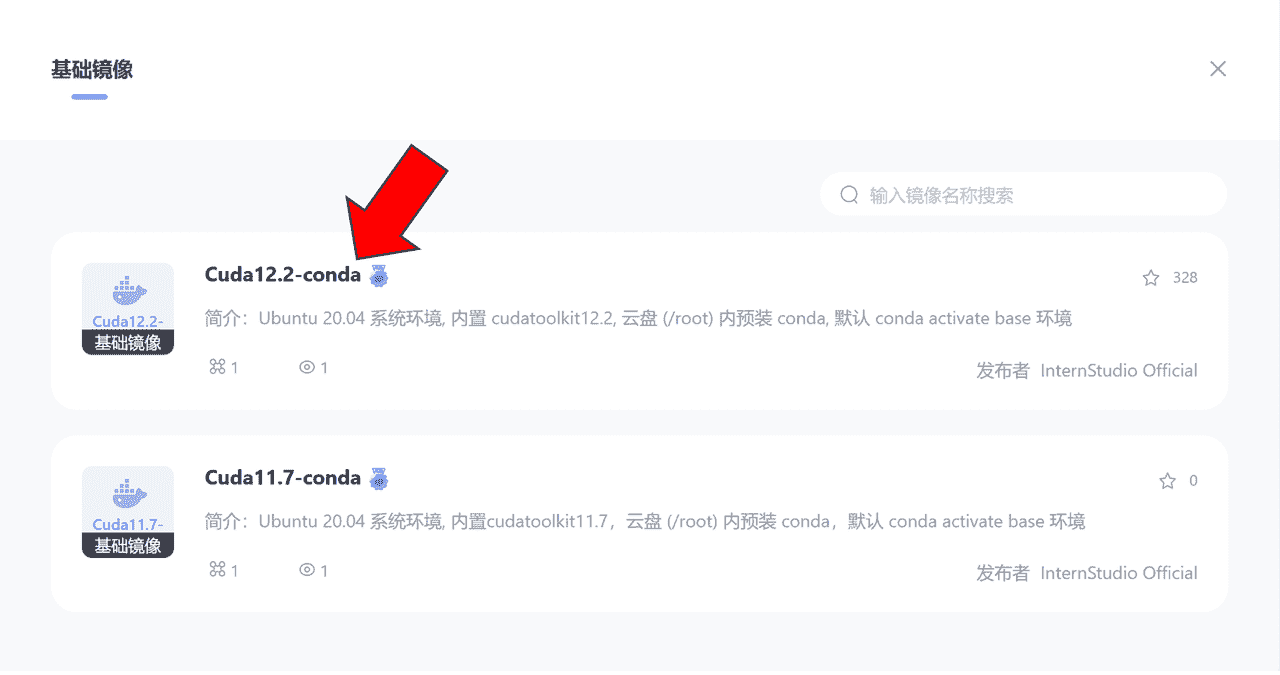 基础镜像
输入镜像名称搜索
Cuda12.2-conda
328
Cuda12.2-
基础镜像
简介：Ubuntu 20.04 系统环境, 内置 cudatoolkit12.2, 云盘 (/root) 内预装 conda, 默认 conda activate base 环境
1 1
发布者 InternStudio Official
Cuda11.7-conda
0
Cuda11.7-
基础镜像
简介：Ubuntu 20.04 系统环境, 内置cudatoolkit11.7，云盘 (/root) 内预装 conda，默认 conda activate base 环境
1 1
发布者 InternStudio Official